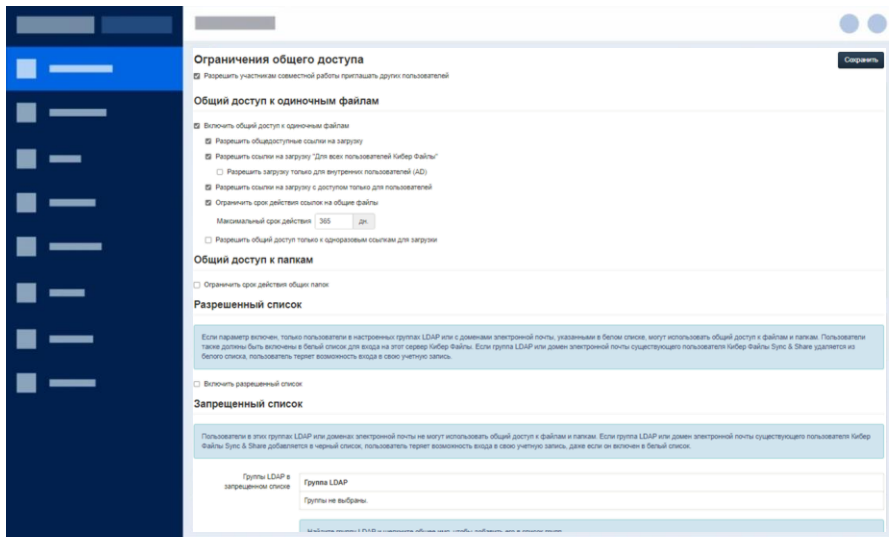 Ограничения общего доступа
Сохранить
Разрешить участникам совместной работы приглашать других пользователей
Общий доступ к одиночным файлам
Включить общий доступ к одиночным файлам
Разрешить общедоступные ссылки на загрузку
Разрешить ссылки на загрузку "Для всех пользователей Кибер Файлы"
Разрешить загрузку только для внутренних пользователей (AD)
Разрешить ссылки на загрузку с доступом только для пользователей
Ограничить срок действия ссылок на общие файлы
Максимальный срок действия 365 дн.
Разрешить общий доступ только к одноразовым ссылкам для загрузки
Общий доступ к папкам
Ограничить срок действия общих папок
Разрешенный список
Если параметр включен, только пользователи в настроенных группах LDAP или с доменами электронной почты, указанными в белом списке, могут использовать общий доступ к файлам и папкам. Пользователи
также должны быть включены в белый список для входа на этот сервер Кибер Файлы. Если группа LDAP или домен электронной почты существующего пользователя Кибер Файлы Sync & Share удаляется из
белого списка, пользователь теряет возможность входа в свою учетную запись.
Включить разрешенный список
Запрещенный список
Пользователи в этих группах LDAP или доменах электронной почты не могут использовать общий доступ к файлам и папкам. Если группа LDAP или домен электронной почты существующего пользователя Кибер
Файлы Sync & Share добавляется в черный список, пользователь теряет возможность входа в свою учетную запись, даже если он включен в белый список.
Группы LDAP в
запрещенном списке
Группа LDAP
Группы не выбраны.